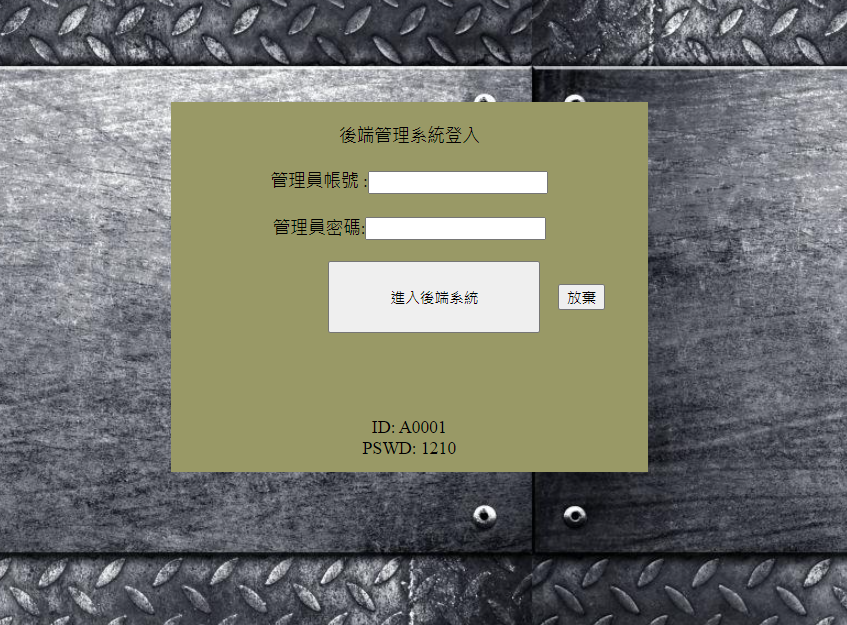 後端管理系統登入
管理員帳號 :
管理員密碼:
進入後端系統 放棄
ID: A0001
PSWD: 1210